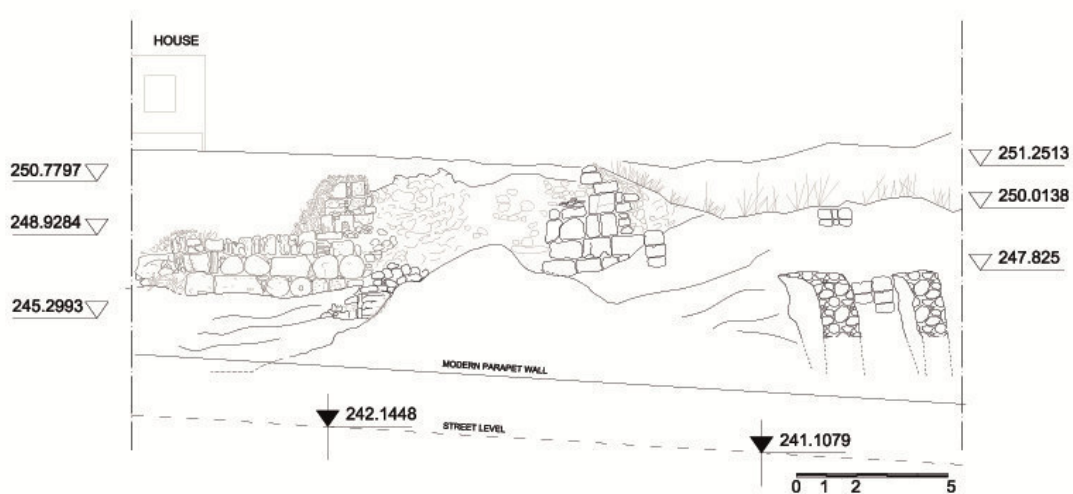 HOUSE
250.7797
251.2513
250.0138
248.9284
247.825
245.2993
MODERN PARAPET WALL
242.1448
STREET LEVEL
241.1079
0 1 2 5